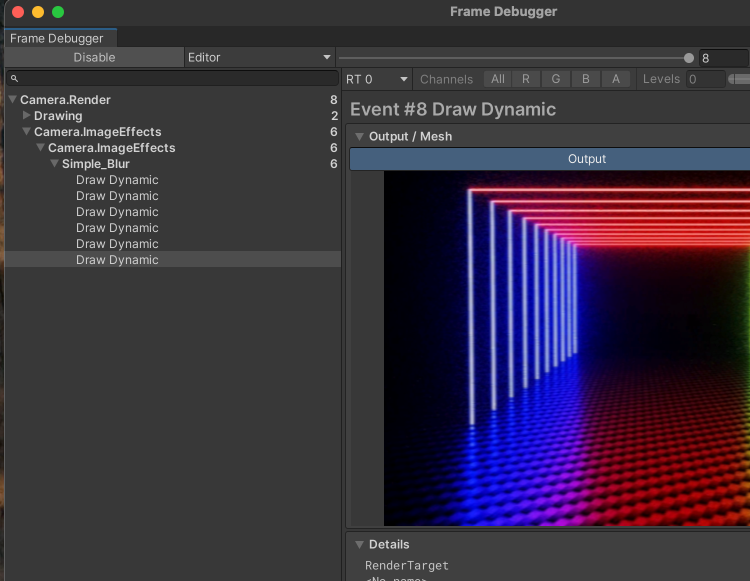 Frame Debugger
Frame Debugger
Disable
Editor
8
RT 0
Channels
All
R
G
B
A
Levels
0
Camera.Render 8
Drawing 2
Camera.ImageEffects 6
Camera.ImageEffects 6
Simple_Blur 6
Draw Dynamic
Draw Dynamic
Draw Dynamic
Draw Dynamic
Draw Dynamic
Draw Dynamic
Event #8 Draw Dynamic
Output / Mesh
Output
Details
RenderTarget
<No name>